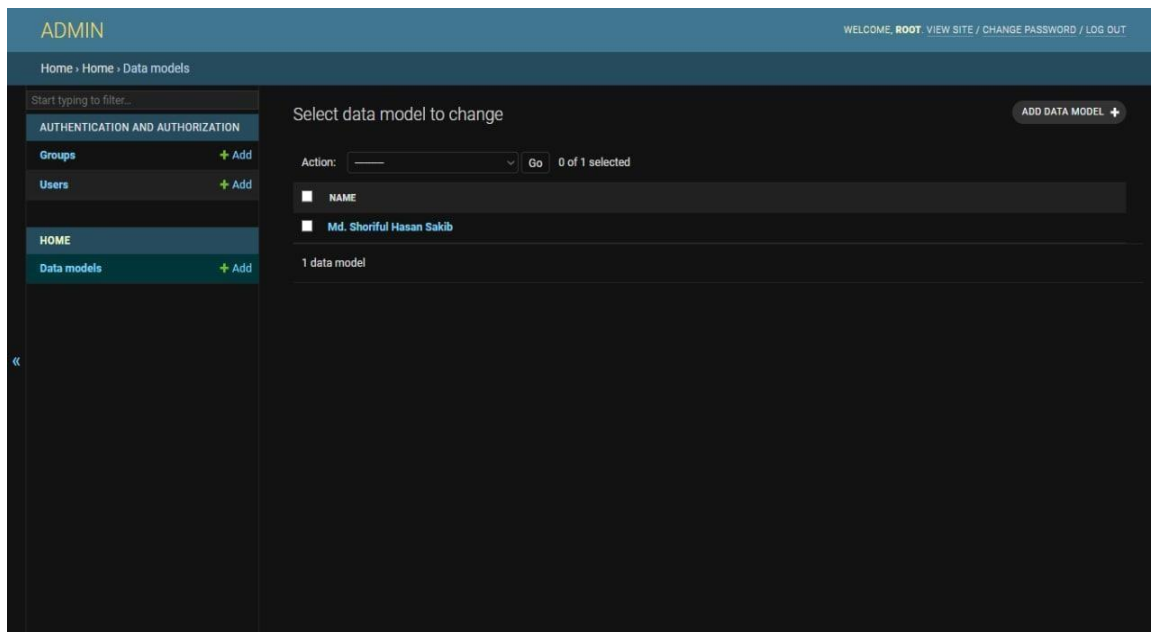 ADMIN
WELCOME, ROOT. VIEW SITE / CHANGE PASSWORD / LOG OUT
Home › Home › Data models
Start typing to filter...
AUTHENTICATION AND AUTHORIZATION
Groups + Add
Users + Add
HOME
Data models + Add
«
Select data model to change
ADD DATA MODEL +
Action: --------- Go 0 of 1 selected
NAME
Md. Shoriful Hasan Sakib
1 data model